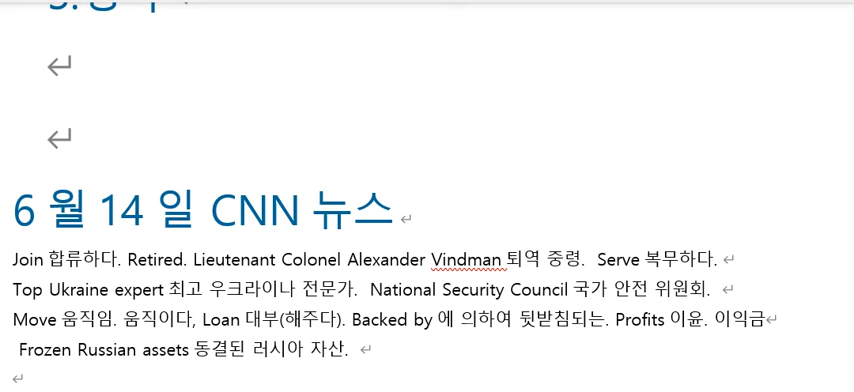 6 월 14 일 CNN 뉴스
Join 합류하다. Retired. Lieutenant Colonel Alexander Vindman 퇴역 중령. Serve 복무하다.
Top Ukraine expert 최고 우크라이나 전문가. National Security Council 국가 안전 위원회.
Move 움직임. 움직이다, Loan 대부(해주다). Backed by 에 의하여 뒷받침되는. Profits 이윤. 이익금
Frozen Russian assets 동결된 러시아 자산.